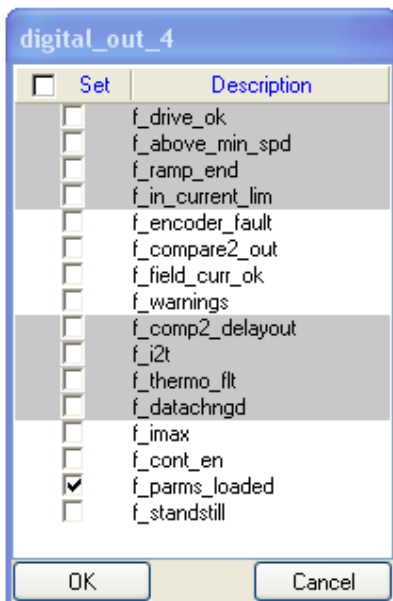 digital_out_4
Set Description
f_drive_ok
f_above_min_spd
f_ramp_end
f_in_current_lim
f_encoder_fault
f_compare2_out
f_field_curr_ok
f_warnings
f_comp2_delayout
f_i2t
f_thermo_flt
f_datachngd
f_imax
f_cont_en
f_parms_loaded
f_standstill
OK Cancel